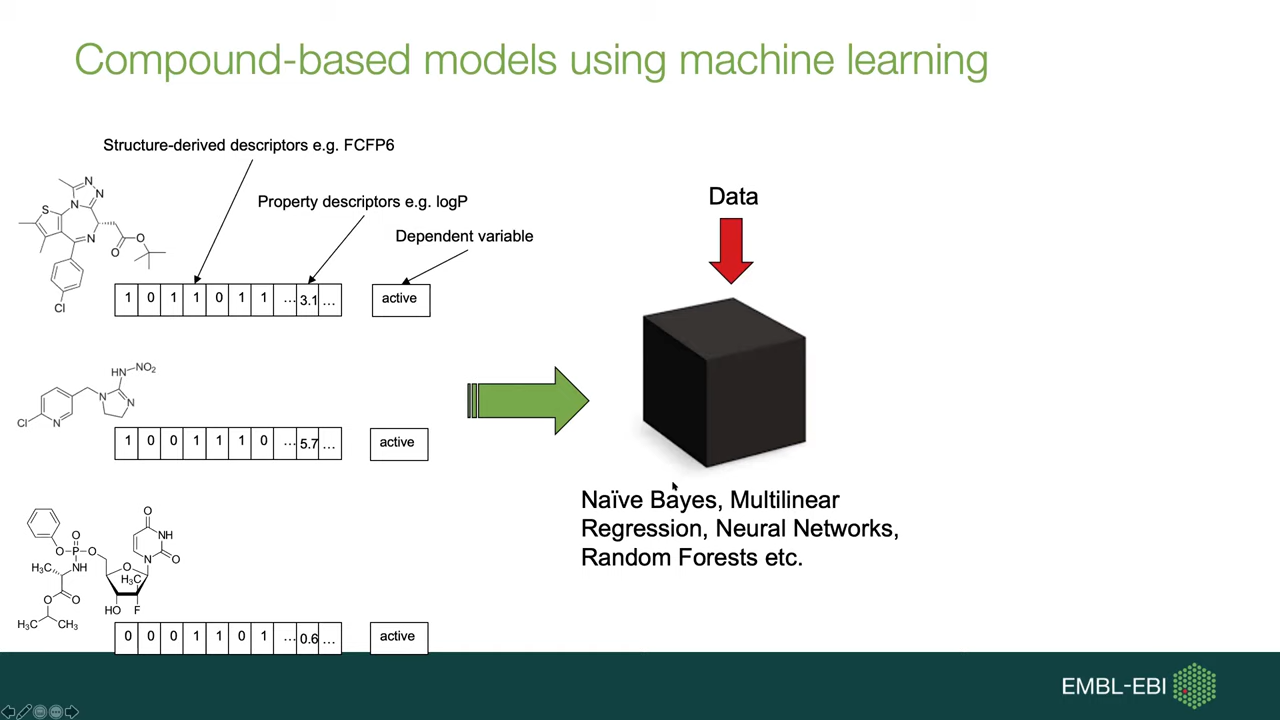 Compound-based models using machine learning
Structure-derived descriptors e.g. FCFP6
Property descriptors e.g. logP
Dependent variable
Data
N
N
N
S
N
O
O
Cl
1 0 1 1 0 1 1 … 3.1 …
active
HN NO₂
N
N
Cl N
1 0 0 1 1 1 0 … 5.7 …
active
Naïve Bayes, Multilinear
Regression, Neural Networks,
Random Forests etc.
O
NH
O
O P O
N O
H₃C NH
O
H₃C
O O
HO F
H₃C CH₃
0 0 0 1 1 0 1 … 0.6 …
active
EMBL-EBI